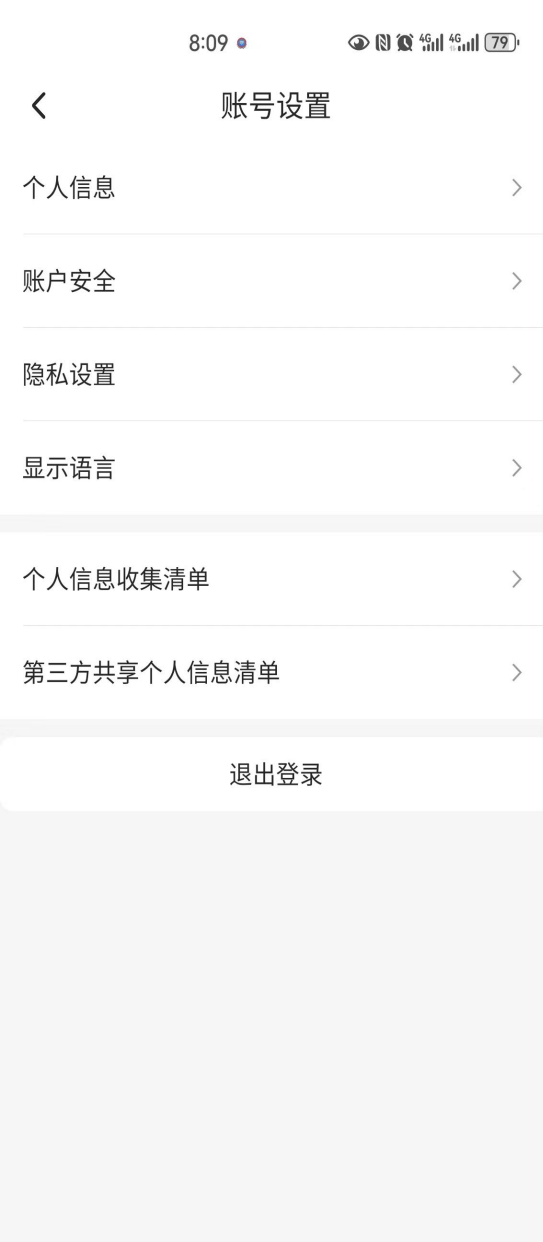 8:09 4G 4G 79
账号设置
个人信息
账户安全
隐私设置
显示语言
个人信息收集清单
第三方共享个人信息清单
退出登录